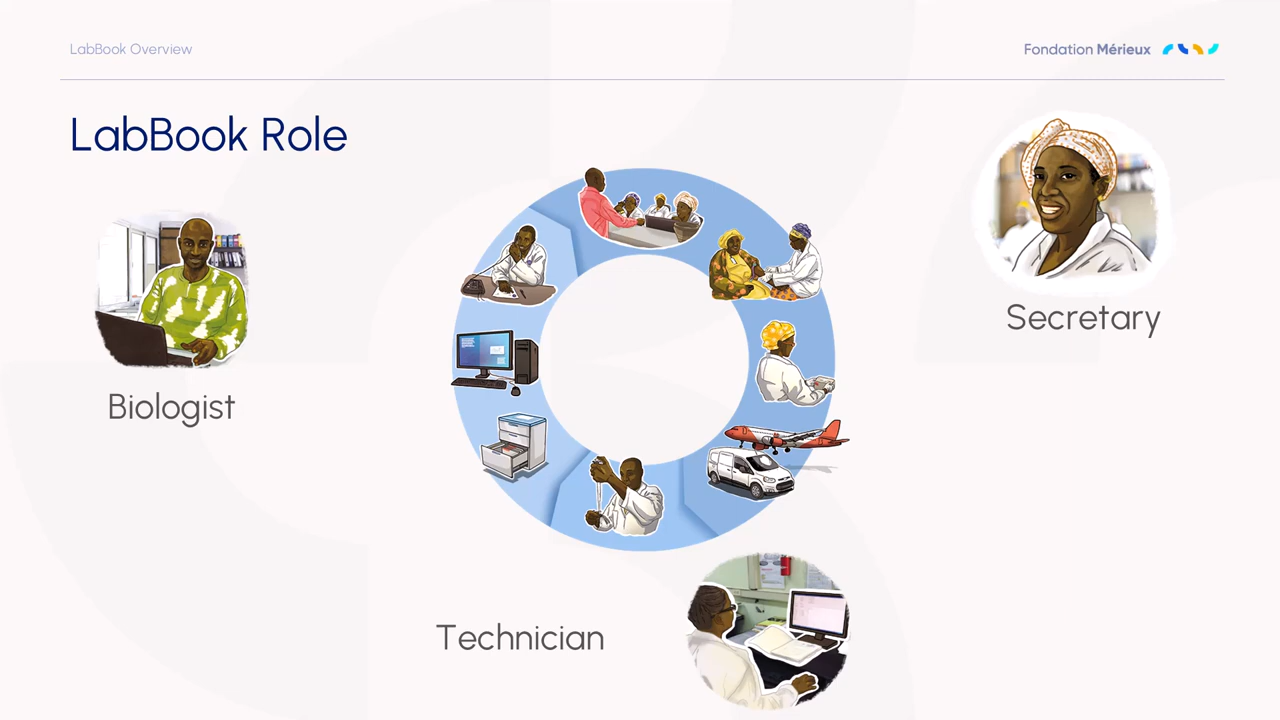 LabBook Overview
Fondation Mérieux
LabBook Role
Secretary
Biologist
Technician